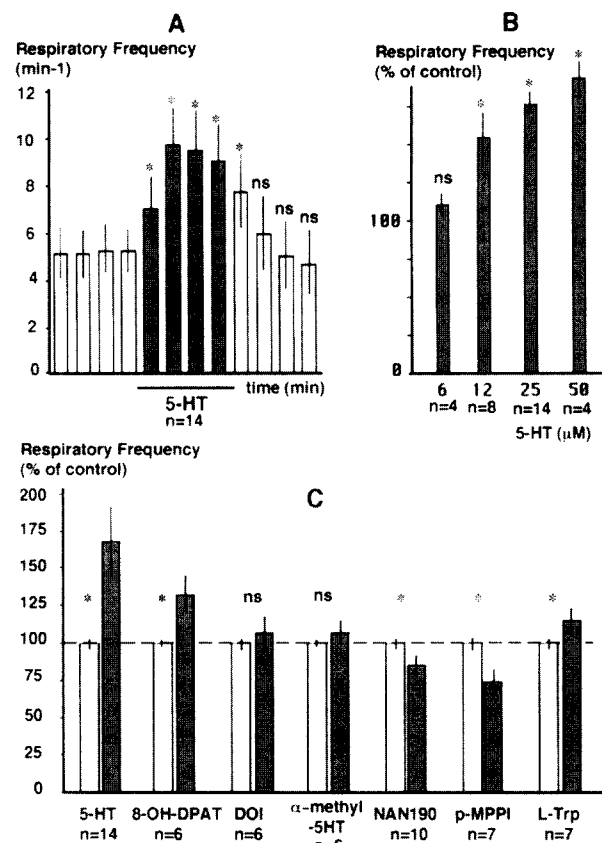 A
Respiratory Frequency
(min-1)
12
10
8
6
4
2
0
* * * * * ns ns ns
5-HT
n=14
time (min)
B
Respiratory Frequency
(% of control)
ns * * *
100
0
6 12 25 50
n=4 n=8 n=14 n=4
5-HT (µM)
Respiratory Frequency
(% of control)
C
200
175
150
125
100
75
50
25
0
* * ns ns * * *
5-HT 8-OH-DPAT DOI α-methyl NAN190 p-MPPI L-Trp
-5HT
n=14 n=6 n=6 n=10 n=7 n=7